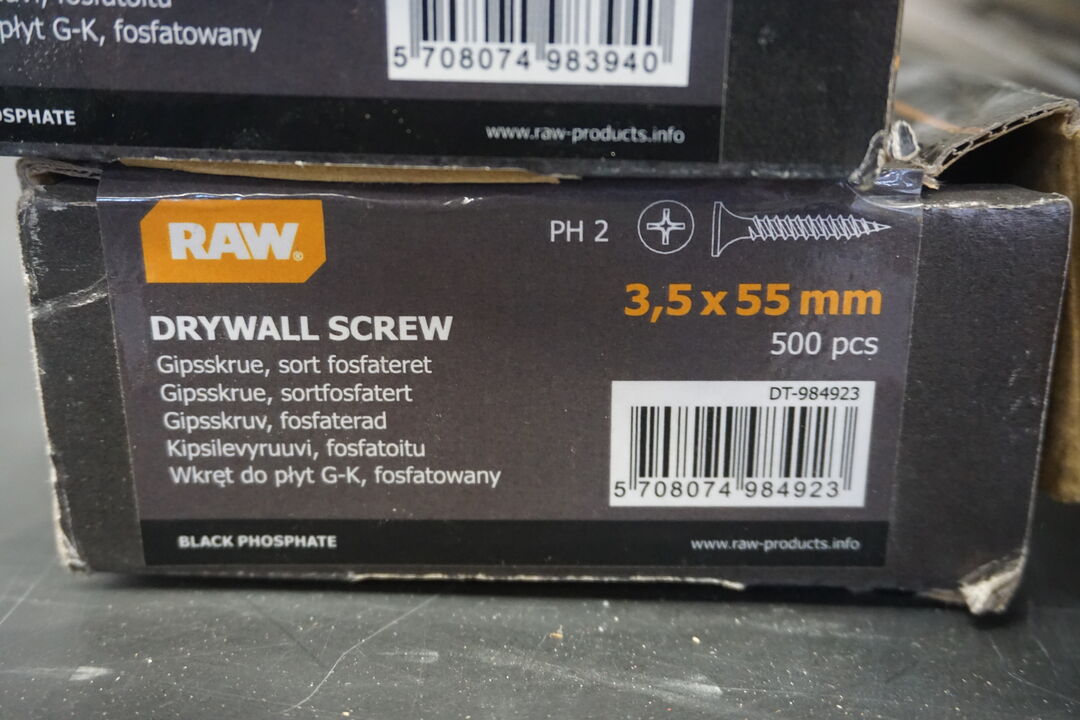 płyt G-K, fosfatowany
5 708074 983940
www.raw-products.info
RAW®
PH 2
3,5 x 55 mm
500 pcs
DRYWALL SCREW
Gipsskrue, sort fosfateret
Gipsskrue, sortfosfatert
Gipsskruv, fosfaterad
Kipsilevyruuvi, fosfatoitu
Wkręt do płyt G-K, fosfatowany
DT-984923
5 708074 984923
BLACK PHOSPHATE
www.raw-products.info